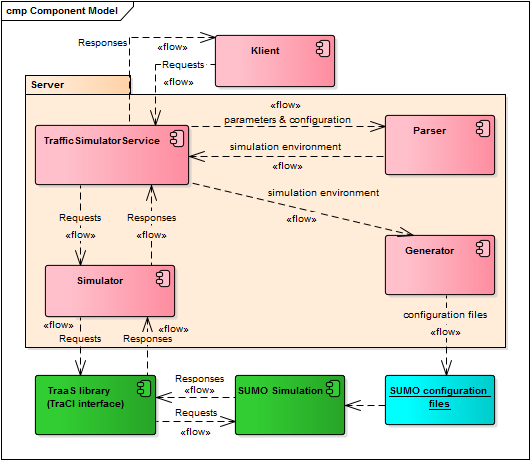 cmp Component Model
Responses
«flow»
Klient
Requests
«flow»
Server
«flow»
parameters & configuration
TrafficSimulatorService
Parser
simulation environment
«flow»
simulation environment
«flow»
Requests
«flow»
Responses
«flow»
Generator
Simulator
configuration files
«flow»
«flow»
Requests
«flow»
Responses
TraaS library
(TraCI interface)
Responses
«flow»
Requests
«flow»
SUMO Simulation
SUMO configuration
files